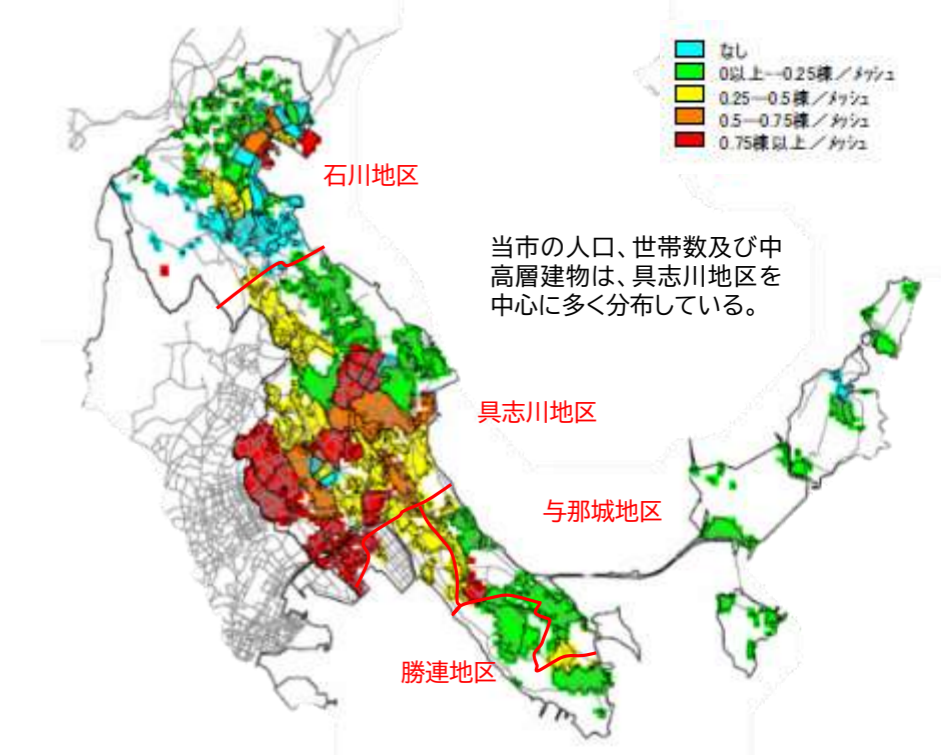 なし
0以上―0.25棟／メッシュ
0.25―0.5棟／メッシュ
0.5―0.75棟／メッシュ
0.75棟以上／メッシュ
石川地区
当市の人口、世帯数及び中
高層建物は、具志川地区を
中心に多く分布している。
具志川地区
与那城地区
勝連地区